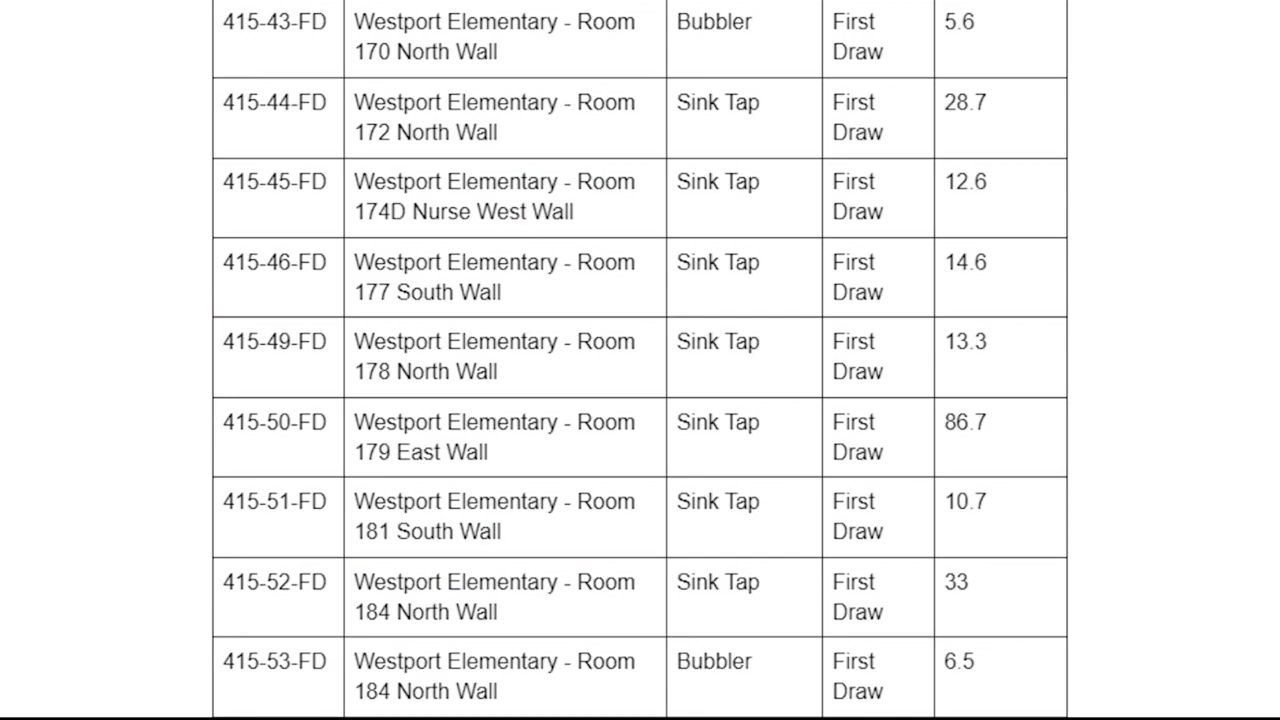 415-43-FD Westport Elementary - Room Bubbler First 5.6
170 North Wall Draw
415-44-FD Westport Elementary - Room Sink Tap First 28.7
172 North Wall Draw
415-45-FD Westport Elementary - Room Sink Tap First 12.6
174D Nurse West Wall Draw
415-46-FD Westport Elementary - Room Sink Tap First 14.6
177 South Wall Draw
415-49-FD Westport Elementary - Room Sink Tap First 13.3
178 North Wall Draw
415-50-FD Westport Elementary - Room Sink Tap First 86.7
179 East Wall Draw
415-51-FD Westport Elementary - Room Sink Tap First 10.7
181 South Wall Draw
415-52-FD Westport Elementary - Room Sink Tap First 33
184 North Wall Draw
415-53-FD Westport Elementary - Room Bubbler First 6.5
184 North Wall Draw